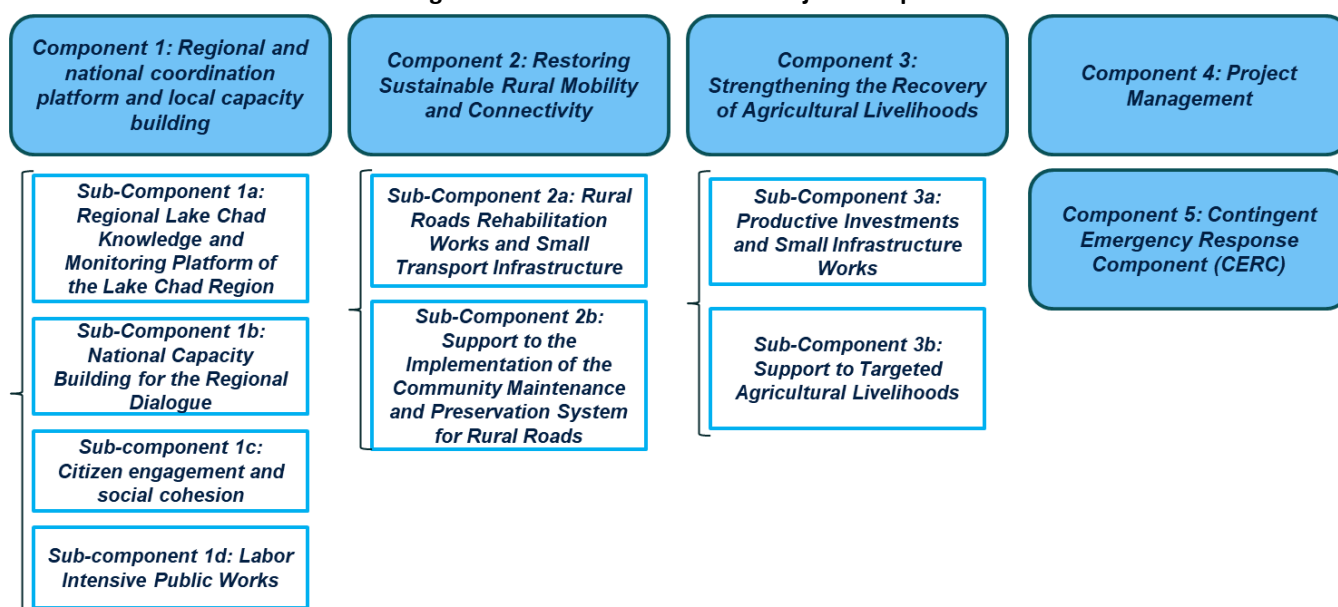 Component 1: Regional and
national coordination
platform and local capacity
building
Component 2: Restoring
Sustainable Rural Mobility
and Connectivity
Component 3:
Strengthening the Recovery
of Agricultural Livelihoods
Component 4: Project
Management
Sub-Component 1a:
Regional Lake Chad
Knowledge and
Monitoring Platform of
the Lake Chad Region
Sub-Component 1b:
National Capacity
Building for the Regional
Dialogue
Sub-component 1c:
Citizen engagement and
social cohesion
Sub-component 1d: Labor
Intensive Public Works
Sub-Component 2a: Rural
Roads Rehabilitation
Works and Small
Transport Infrastructure
Sub-Component 2b:
Support to the
Implementation of the
Community Maintenance
and Preservation System
for Rural Roads
Sub-Component 3a:
Productive Investments
and Small Infrastructure
Works
Sub-Component 3b:
Support to Targeted
Agricultural Livelihoods
Component 5: Contingent
Emergency Response
Component (CERC)